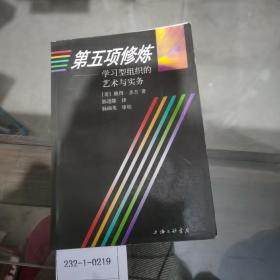 第五项修炼
学习型组织的
艺术与实务
[美] 彼得·圣吉 著
郭进隆 译
杨硕英 审校
上海三联书店
232-1-0219